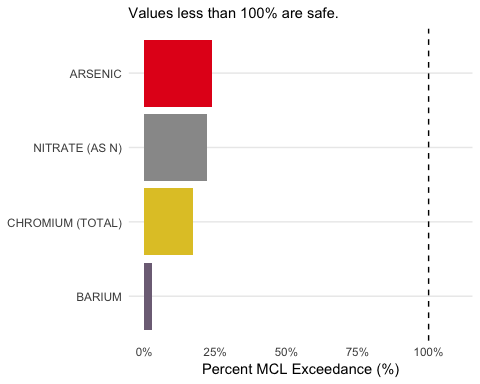 Values less than 100% are safe.
ARSENIC
NITRATE (AS N)
CHROMIUM (TOTAL)
BARIUM
0% 25% 50% 75% 100%
Percent MCL Exceedance (%)